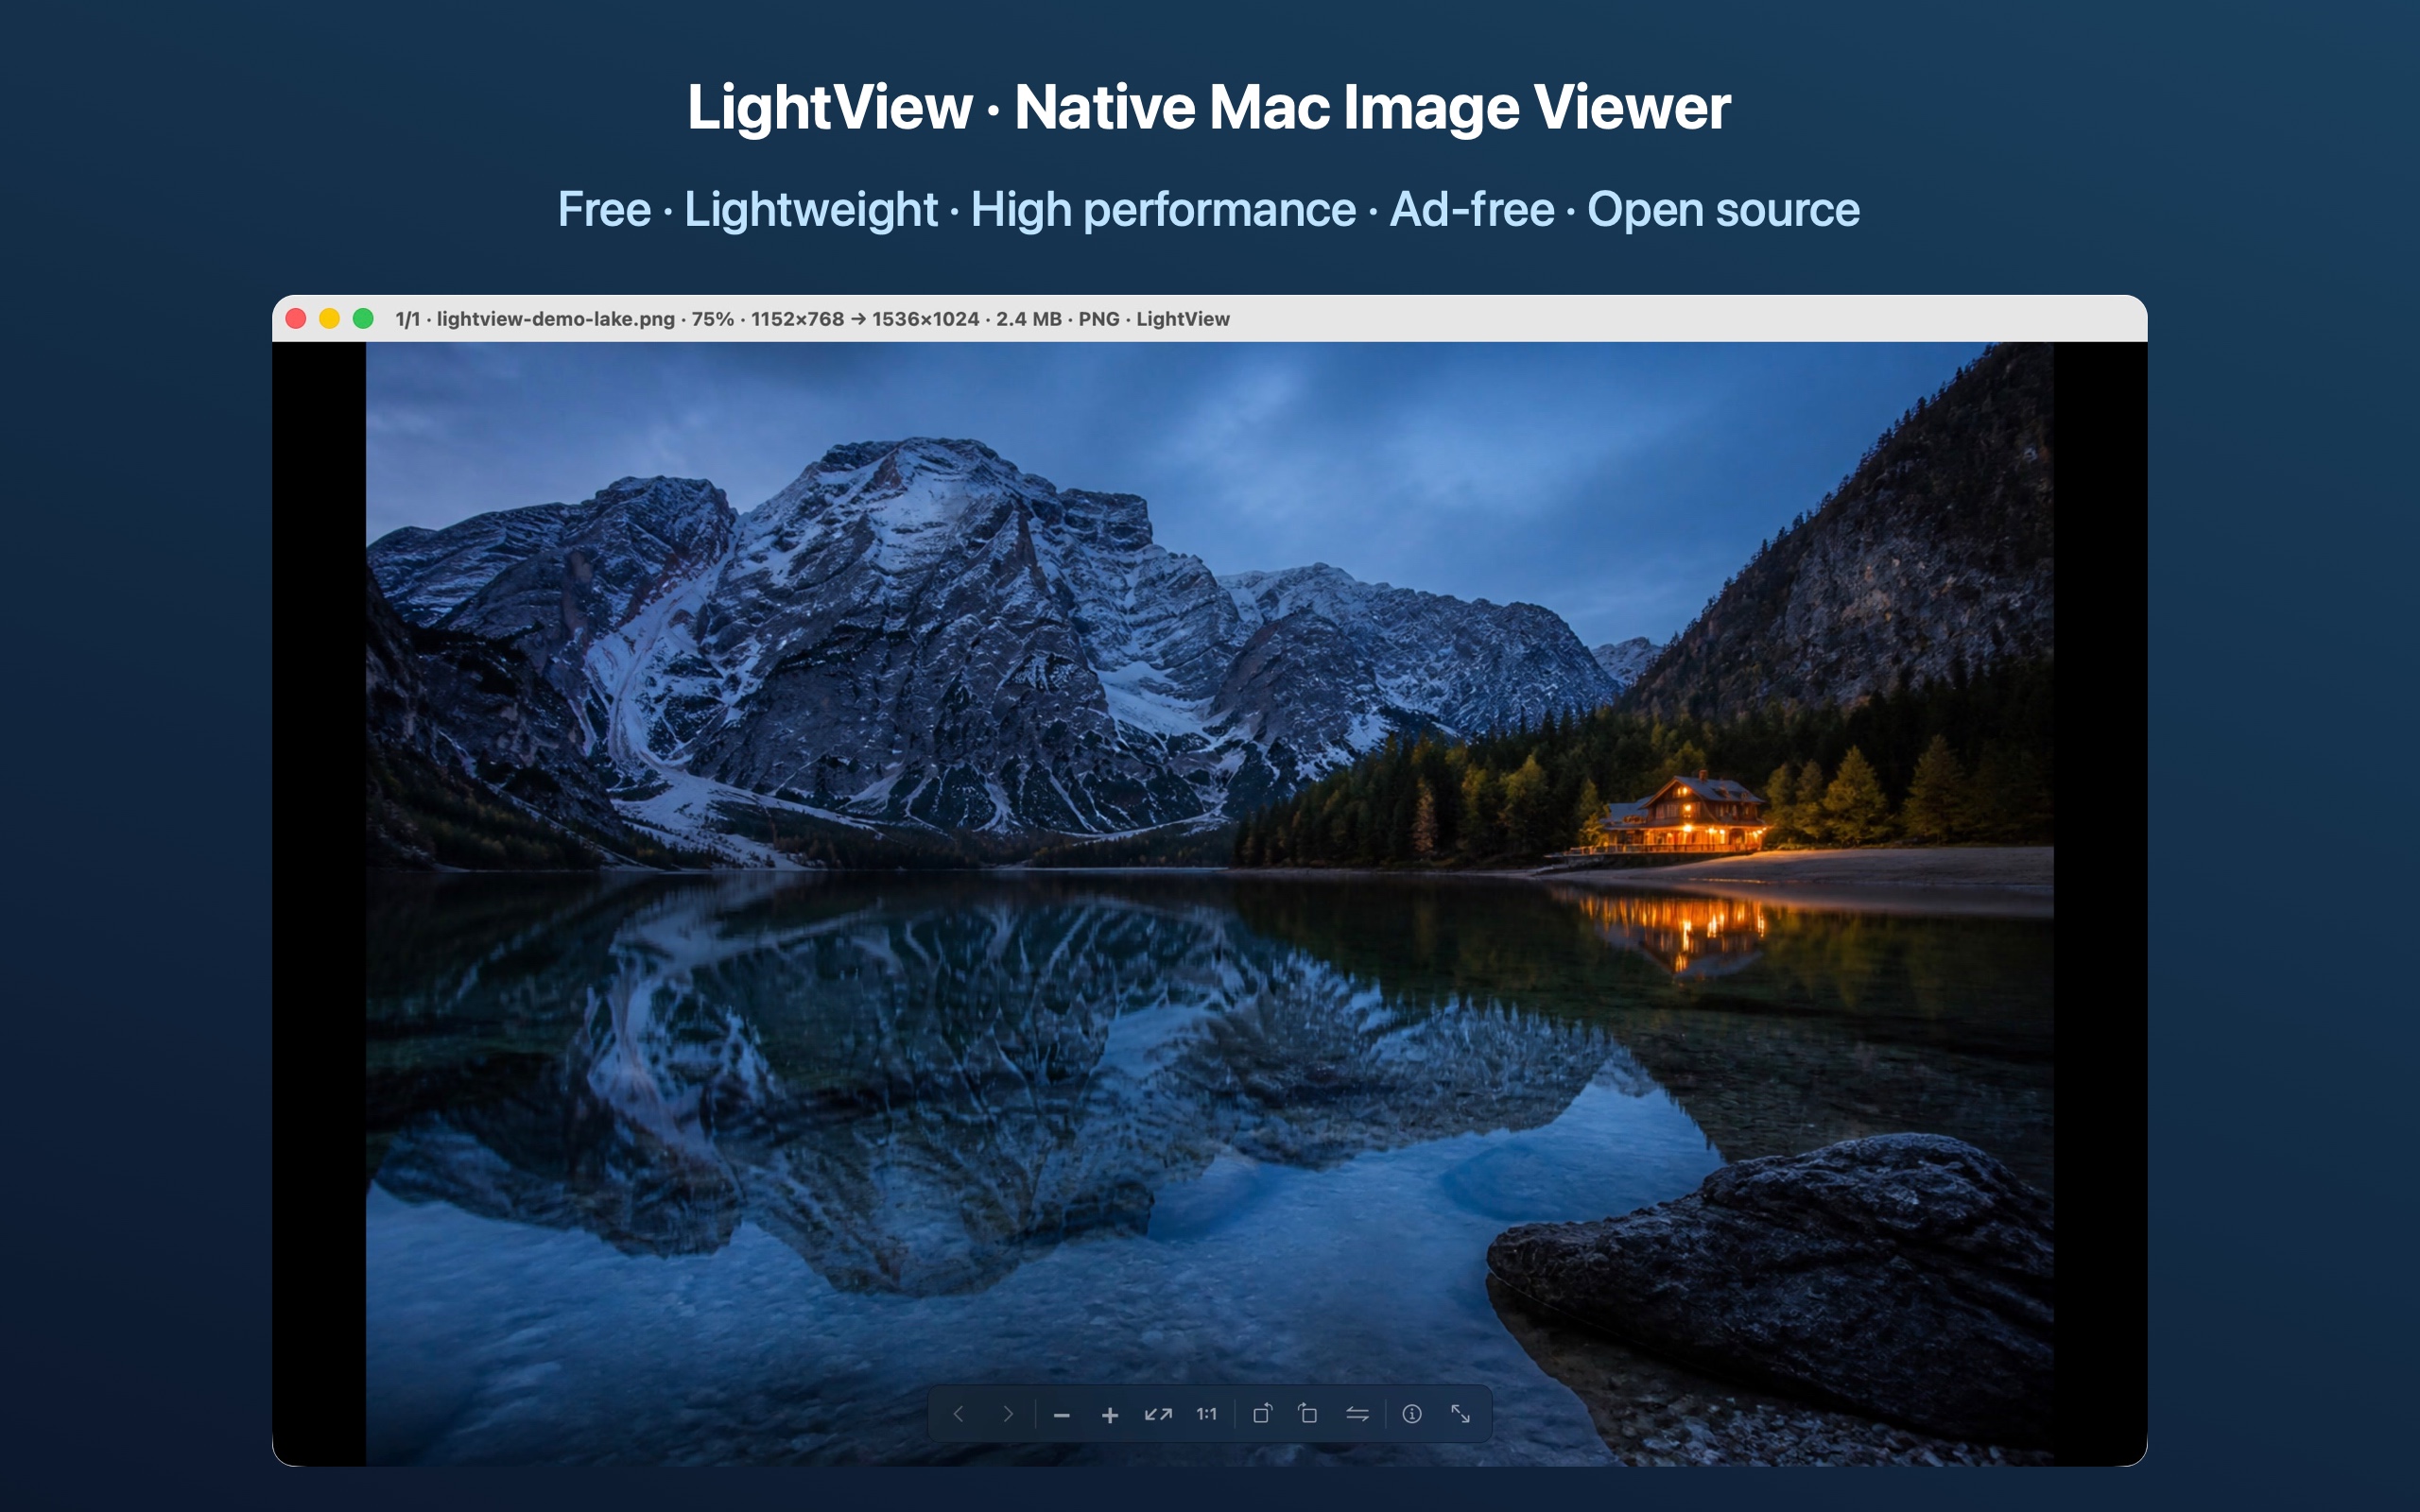 LightView · Native Mac Image Viewer
Free · Lightweight · High performance · Ad-free · Open source
1/1 · lightview-demo-lake.png · 75% · 1152×768 → 1536×1024 · 2.4 MB · PNG · LightView
1:1